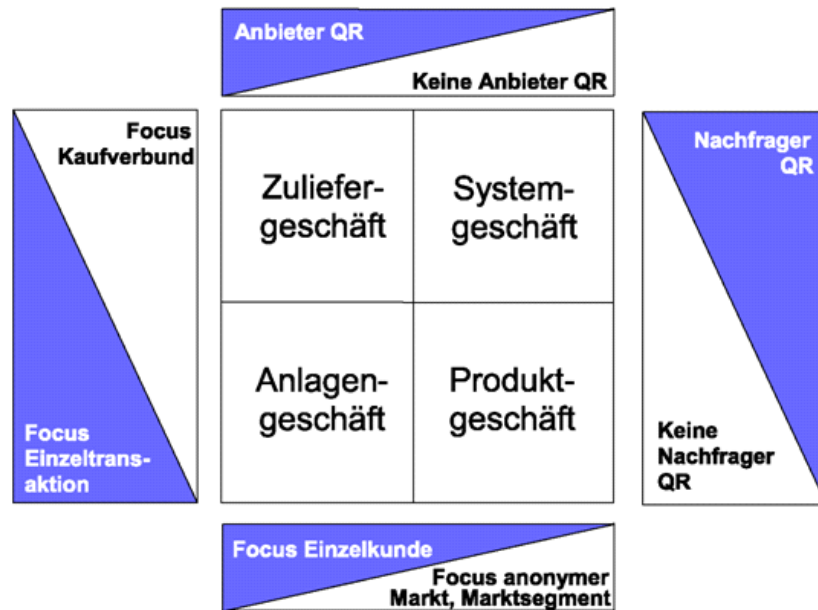 Anbieter QR
Keine Anbieter QR
Focus
Kaufverbund
Zuliefer-
geschäft
System-
geschäft
Nachfrager
QR
Anlagen-
geschäft
Produkt-
geschäft
Focus
Einzeltrans-
aktion
Keine
Nachfrager
QR
Focus Einzelkunde
Focus anonymer
Markt, Marktsegment